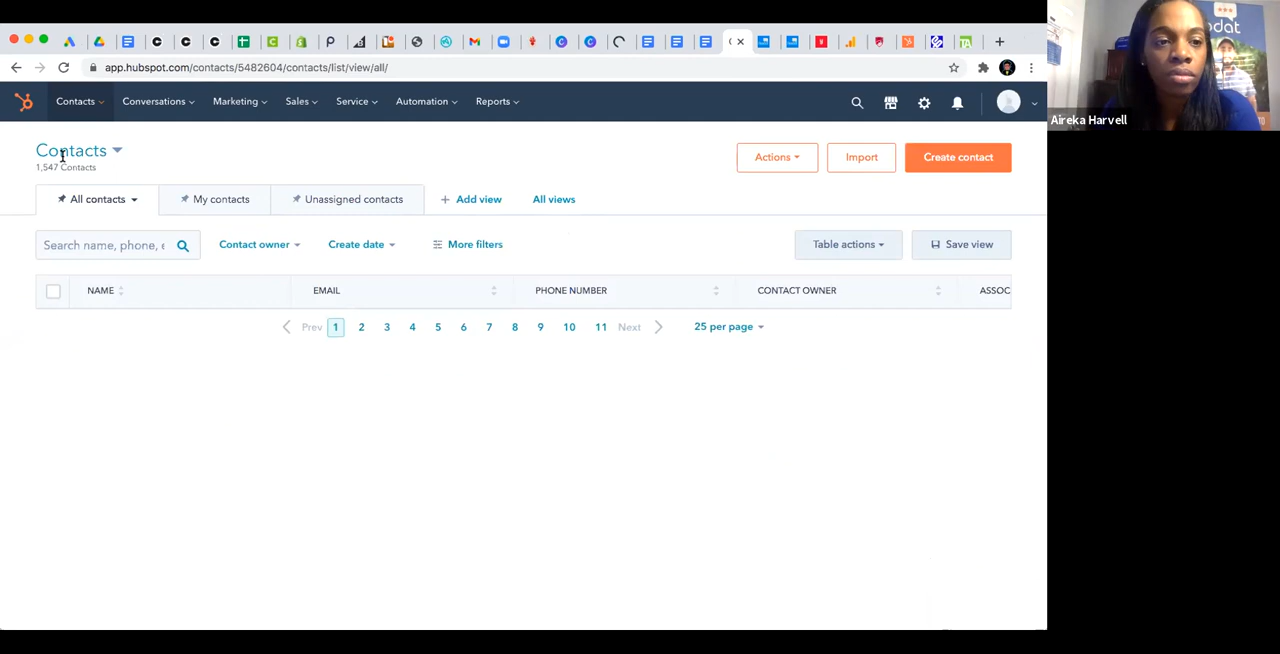 app.hubspot.com/contacts/5482604/contacts/list/view/all/
Contacts Conversations Marketing Sales Service Automation Reports
Aireka Harvell
Contacts
1,547 Contacts
Actions Import Create contact
All contacts My contacts Unassigned contacts + Add view All views
Search name, phone, e Contact owner Create date More filters Table actions Save view
NAME EMAIL PHONE NUMBER CONTACT OWNER ASSOC
Prev 1 2 3 4 5 6 7 8 9 10 11 Next 25 per page